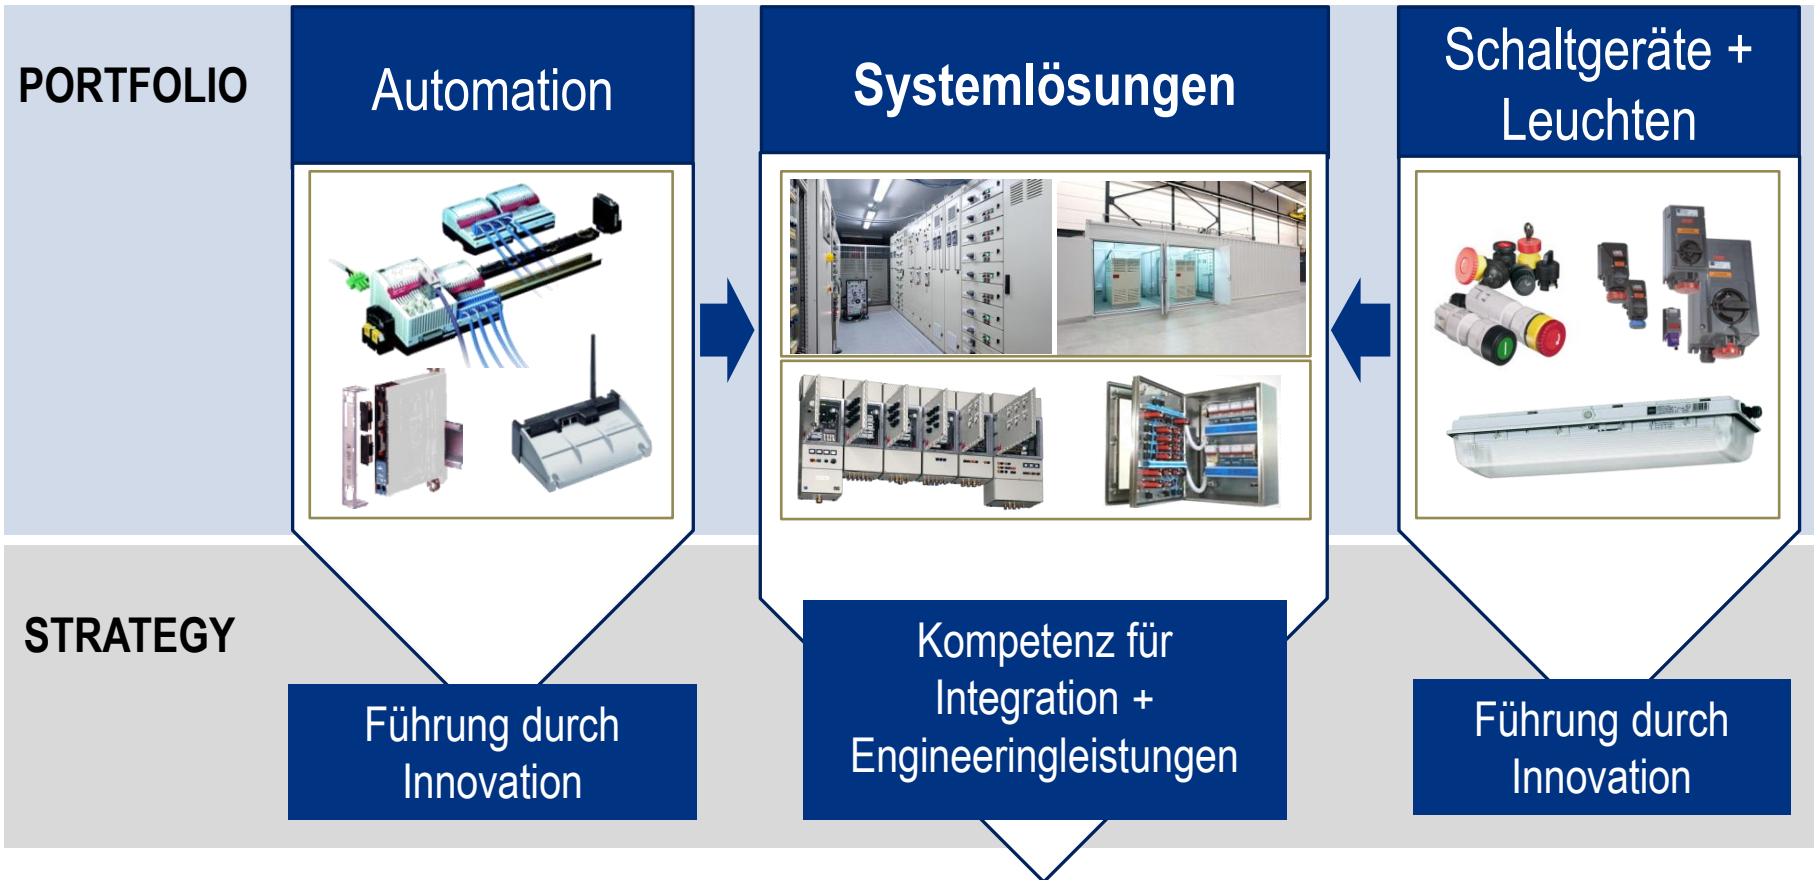 PORTFOLIO
Automation
Systemlösungen
Schaltgeräte +
Leuchten
STRATEGY
Führung durch
Innovation
Kompetenz für
Integration +
Engineeringleistungen
Führung durch
Innovation